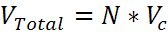 V_Total = N * V_c